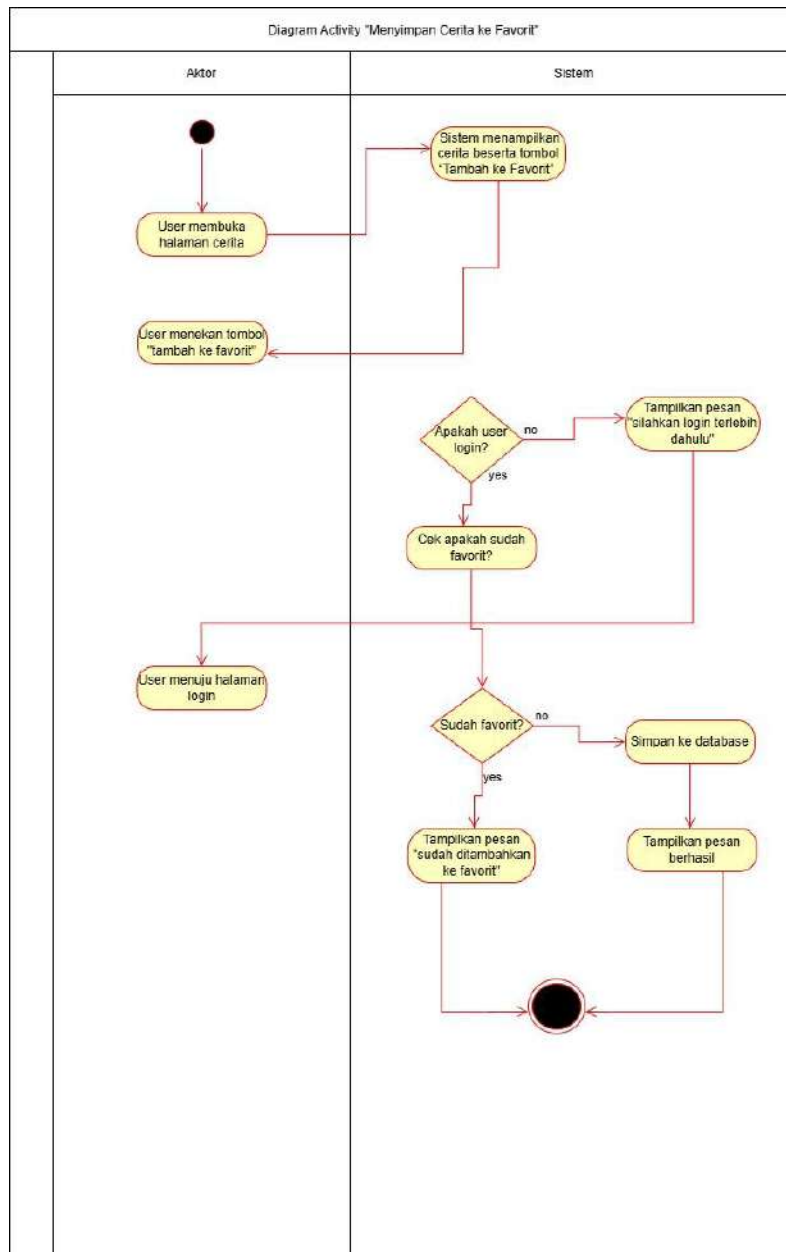 Diagram Activity "Menyimpan Cerita ke Favorit"
Aktor
Sistem
Sistem menampilkan
cerita beserta tombol
"Tambah ke Favorit"
User membuka
halaman cerita
User menekan tombol
"tambah ke favorit"
Apakah user
login?
no
Tampilkan pesan
"silahkan login terlebih
dahulu"
yes
Cek apakah sudah
favorit?
User menuju halaman
login
Sudah favorit?
no
Simpan ke database
yes
Tampilkan pesan
"sudah ditambahkan
ke favorit"
Tampilkan pesan
berhasil